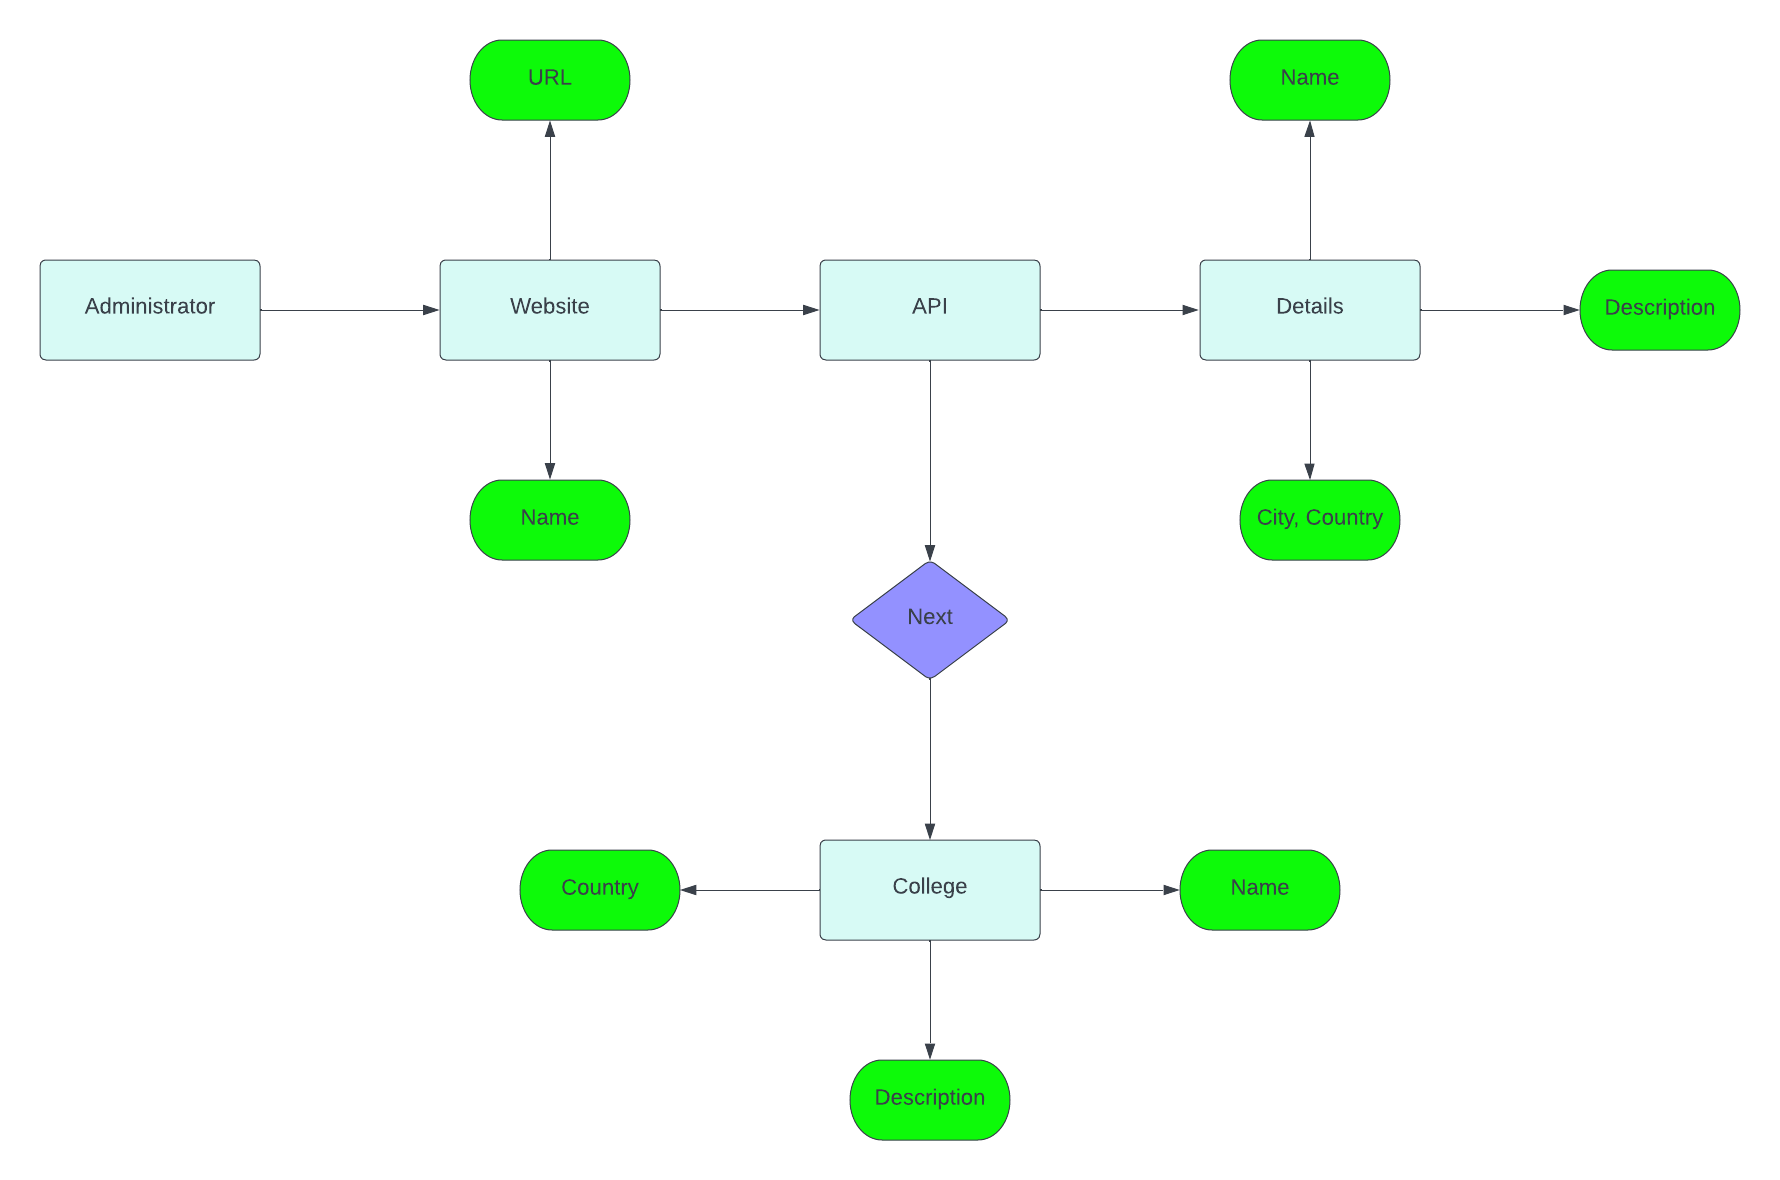 URL
Name
Administrator
Website
API
Details
Description
Name
City, Country
Next
Country
College
Name
Description